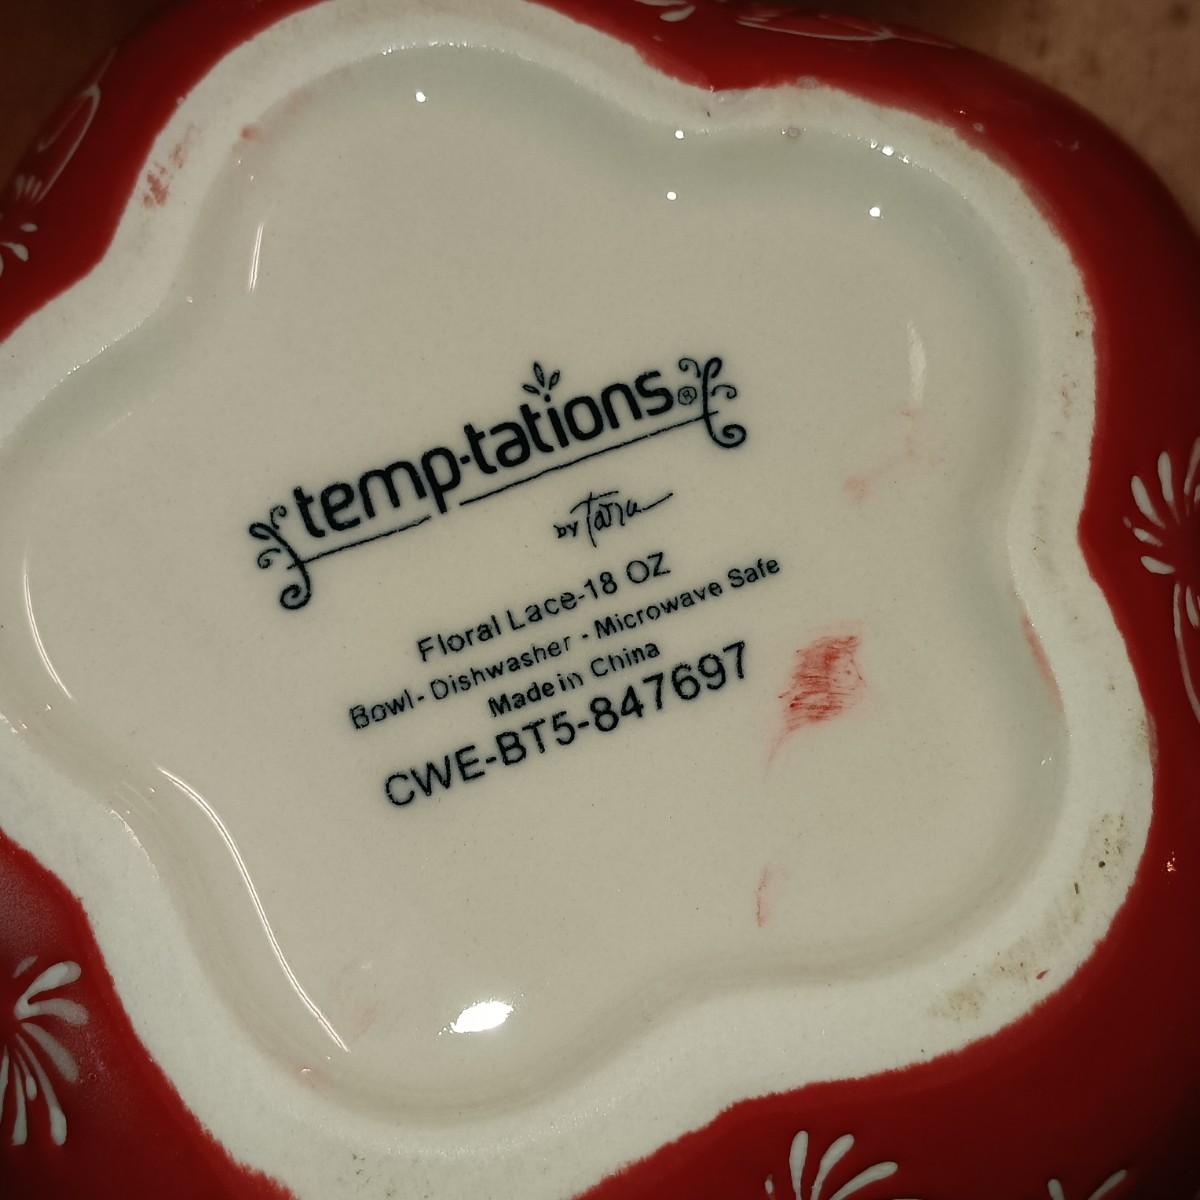 temp-tations®
by Tara
Floral Lace-18 OZ
Bowl- Dishwasher - Microwave Safe
Made in China
CWE-BT5-847697